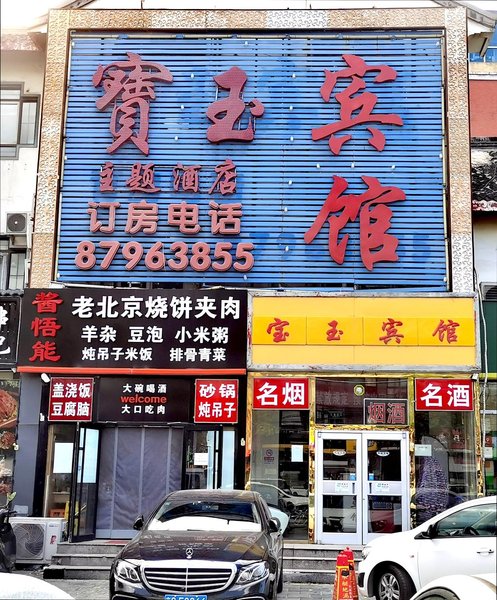 寶玉宾馆
主题酒店
订房电话
87963855
酱悟能
老北京烧饼夹肉
羊杂 豆泡 小米粥
炖吊子米饭 排骨青菜
宝玉宾馆
盖浇饭
豆腐脑
大碗喝酒
welcome
大口吃肉
砂锅
炖吊子
名烟
烟酒
名酒